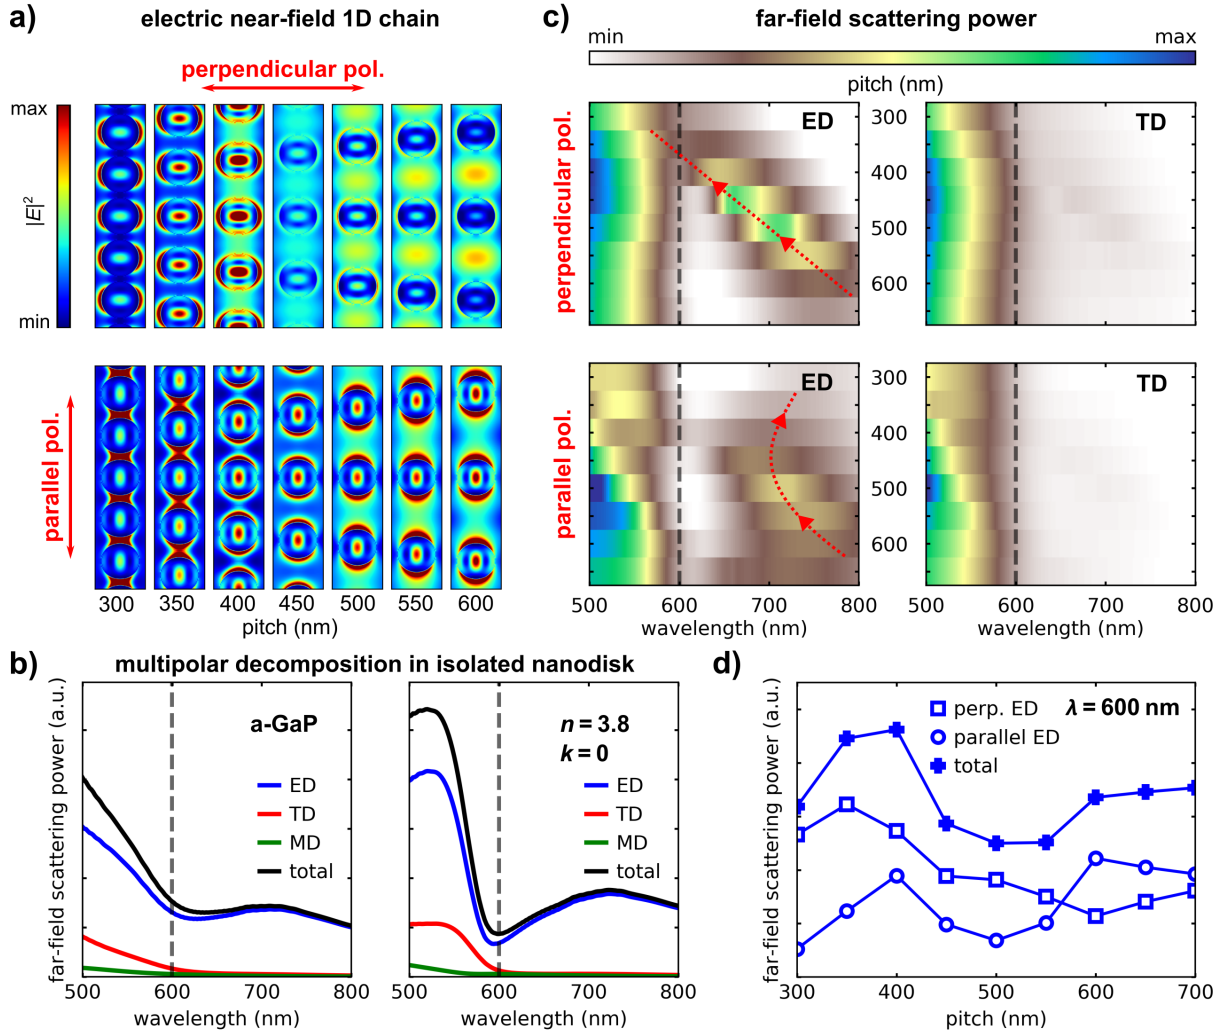 a)
electric near-field 1D chain
perpendicular pol.
max
|E|²
min
parallel pol.
300 350 400 450 500 550 600
pitch (nm)
c)
far-field scattering power
min max
pitch (nm)
perpendicular pol.
ED
300
400
500
600
TD
parallel pol.
ED
300
400
500
600
TD
500 600 700 800
wavelength (nm)
500 600 700 800
wavelength (nm)
b)
multipolar decomposition in isolated nanodisk
far-field scattering power (a.u.)
a-GaP
ED
TD
MD
total
500 600 700 800
wavelength (nm)
n = 3.8
k = 0
ED
TD
MD
total
500 600 700 800
wavelength (nm)
d)
far-field scattering power (a.u.)
perp. ED
parallel ED
total
λ = 600 nm
300 400 500 600 700
pitch (nm)